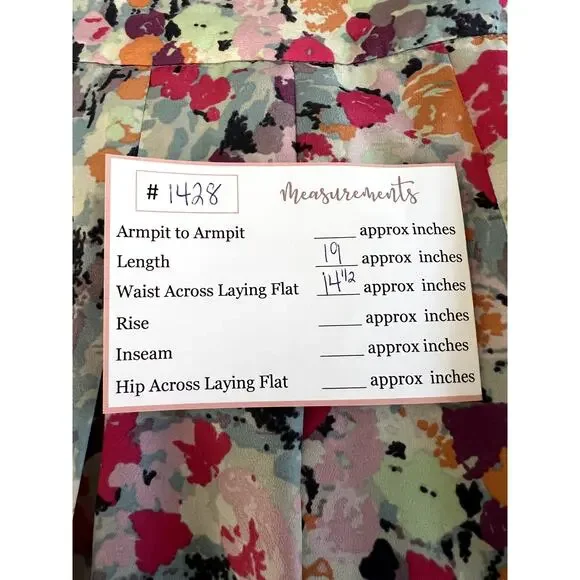 # 1428 Measurements
Armpit to Armpit _____ approx inches
Length 19 approx inches
Waist Across Laying Flat 14 1/2 approx inches
Rise _____ approx inches
Inseam _____ approx inches
Hip Across Laying Flat _____ approx inches